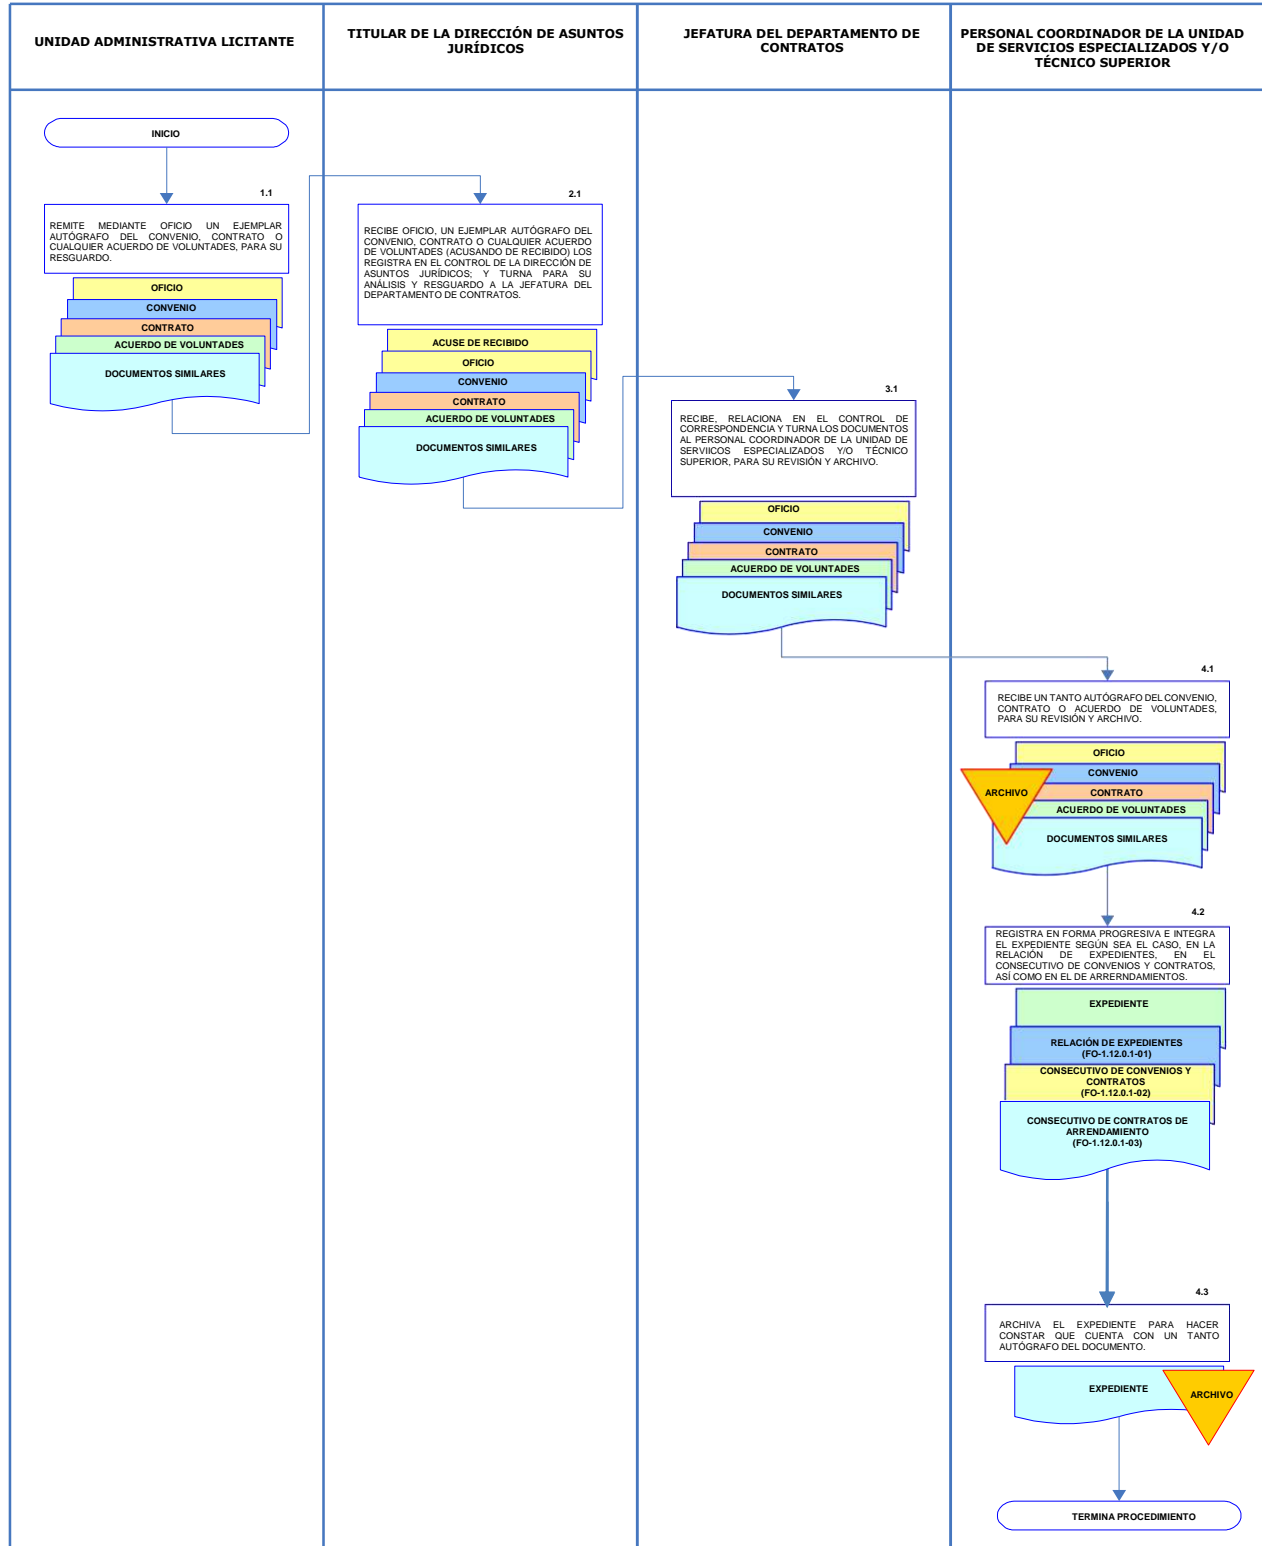 UNIDAD ADMINISTRATIVA LICITANTE
TITULAR DE LA DIRECCIÓN DE ASUNTOS
JURÍDICOS
JEFATURA DEL DEPARTAMENTO DE
CONTRATOS
PERSONAL COORDINADOR DE LA UNIDAD
DE SERVICIOS ESPECIALIZADOS Y/O
TÉCNICO SUPERIOR
INICIO
1.1
REMITE MEDIANTE OFICIO UN EJEMPLAR
AUTÓGRAFO DEL CONVENIO, CONTRATO O
CUALQUIER ACUERDO DE VOLUNTADES, PARA SU
RESGUARDO.
OFICIO
CONVENIO
CONTRATO
ACUERDO DE VOLUNTADES
DOCUMENTOS SIMILARES
2.1
RECIBE OFICIO, UN EJEMPLAR AUTÓGRAFO DEL
CONVENIO, CONTRATO O CUALQUIER ACUERDO
DE VOLUNTADES (ACUSANDO DE RECIBIDO) LOS
REGISTRA EN EL CONTROL DE LA DIRECCIÓN DE
ASUNTOS JURÍDICOS; Y TURNA PARA SU
ANÁLISIS Y RESGUARDO A LA JEFATURA DEL
DEPARTAMENTO DE CONTRATOS.
ACUSE DE RECIBIDO
OFICIO
CONVENIO
CONTRATO
ACUERDO DE VOLUNTADES
DOCUMENTOS SIMILARES
3.1
RECIBE, RELACIONA EN EL CONTROL DE
CORRESPONDENCIA Y TURNA LOS DOCUMENTOS
AL PERSONAL COORDINADOR DE LA UNIDAD DE
SERVIICOS ESPECIALIZADOS Y/O TÉCNICO
SUPERIOR, PARA SU REVISIÓN Y ARCHIVO.
OFICIO
CONVENIO
CONTRATO
ACUERDO DE VOLUNTADES
DOCUMENTOS SIMILARES
4.1
RECIBE UN TANTO AUTÓGRAFO DEL CONVENIO,
CONTRATO O ACUERDO DE VOLUNTADES,
PARA SU REVISIÓN Y ARCHIVO.
OFICIO
CONVENIO
CONTRATO
ACUERDO DE VOLUNTADES
DOCUMENTOS SIMILARES
ARCHIVO
4.2
REGISTRA EN FORMA PROGRESIVA E INTEGRA
EL EXPEDIENTE SEGÚN SEA EL CASO, EN LA
RELACIÓN DE EXPEDIENTES, EN EL
CONSECUTIVO DE CONVENIOS Y CONTRATOS,
ASÍ COMO EN EL DE ARRERNDAMIENTOS.
EXPEDIENTE
RELACIÓN DE EXPEDIENTES
(FO-1.12.0.1-01)
CONSECUTIVO DE CONVENIOS Y
CONTRATOS
(FO-1.12.0.1-02)
CONSECUTIVO DE CONTRATOS DE
ARRENDAMIENTO
(FO-1.12.0.1-03)
4.3
ARCHIVA EL EXPEDIENTE PARA HACER
CONSTAR QUE CUENTA CON UN TANTO
AUTÓGRAFO DEL DOCUMENTO.
EXPEDIENTE
ARCHIVO
TERMINA PROCEDIMIENTO